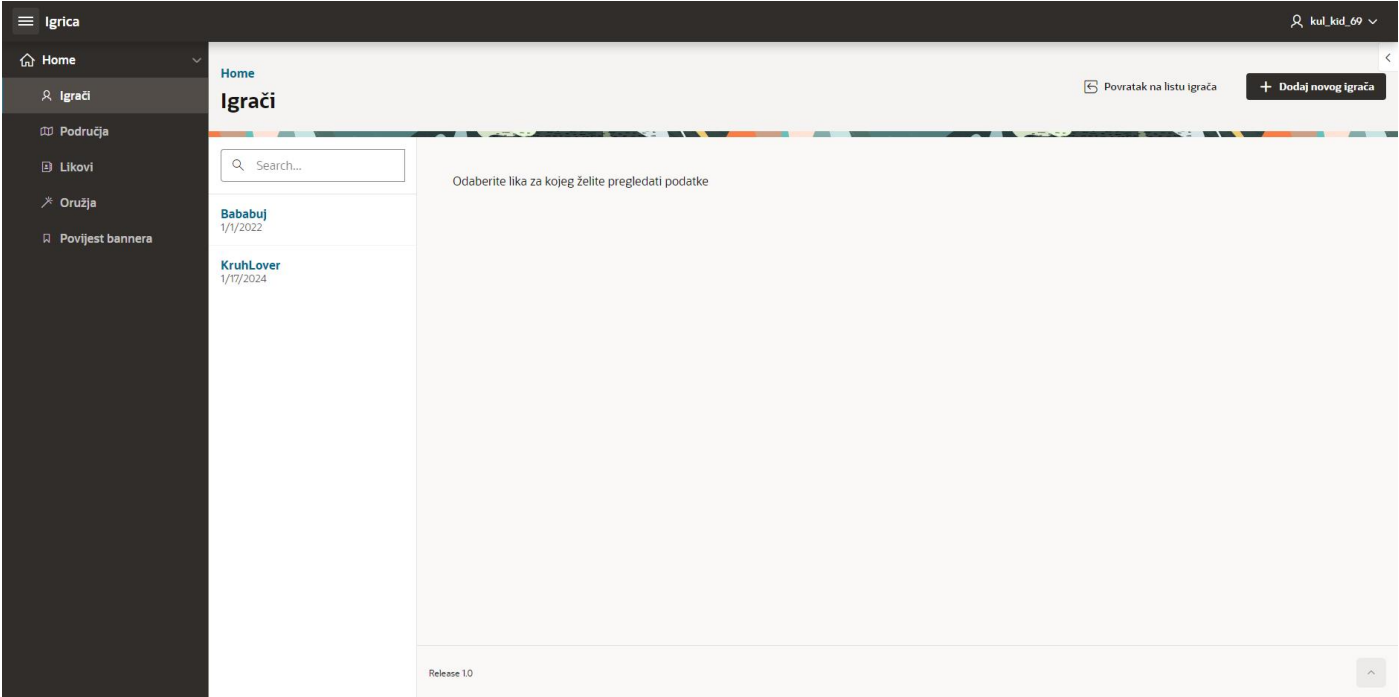 Igrica
kul_kid_69
Home
Igrači
Područja
Likovi
Oružja
Povijest bannera
Home
Igrači
Povratak na listu igrača
Dodaj novog igrača
Search...
Bababuj
1/1/2022
KruhLover
1/17/2024
Odaberite lika za kojeg želite pregledati podatke
Release 1.0